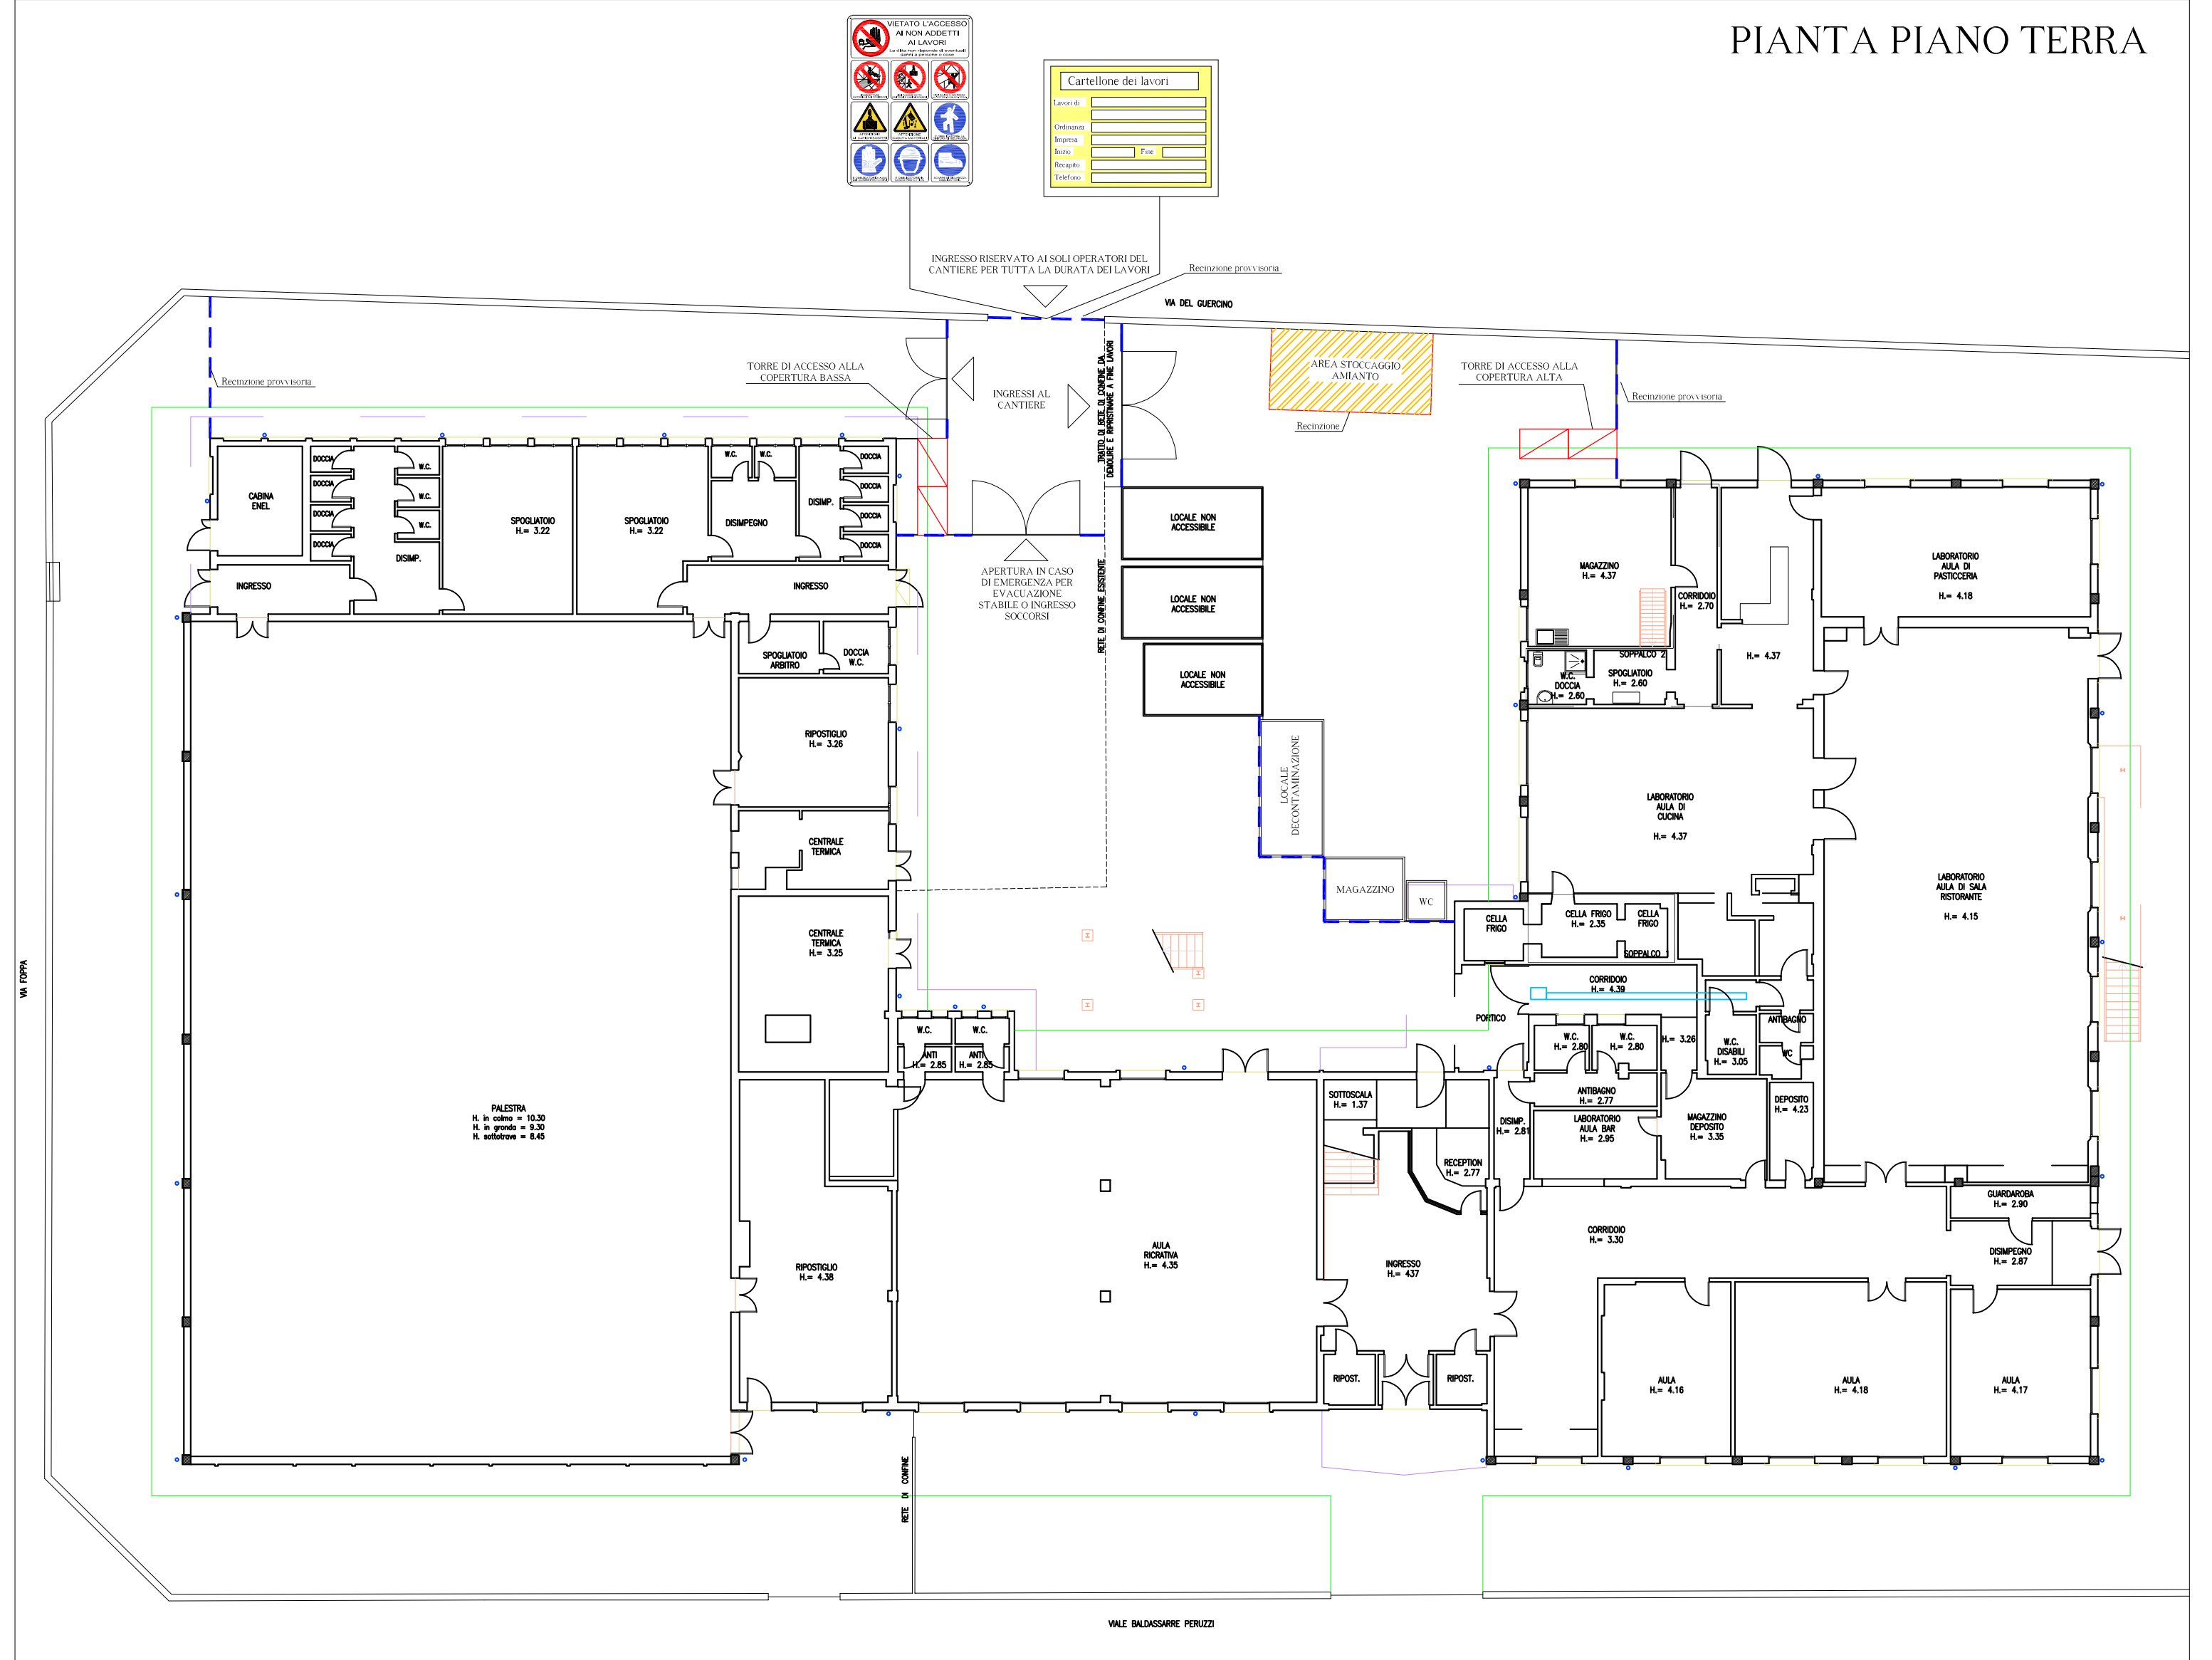 PIANTA PIANO TERRA
VIETATO L'ACCESSO
AI NON ADDETTI
AI LAVORI
Cartellone dei lavori
Lavori di
Ordinanza
Impresa
Inizio
Fine
Recapito
Telefono
INGRESSO RISERVATO AI SOLI OPERATORI DEL
CANTIERE PER TUTTA LA DURATA DEI LAVORI
Recinzione provvisoria
VIA DEL GUERCINO
TORRE DI ACCESSO ALLA
COPERTURA BASSA
Recinzione provvisoria
INGRESSI AL
CANTIERE
TRATTO DI RETE DI CONFINE DA
DEMOLIRE E RIPRISTINARE A FINE LAVORI
AREA STOCCAGGIO
AMIANTO
Recinzione
TORRE DI ACCESSO ALLA
COPERTURA ALTA
Recinzione provvisoria
CABINA
ENEL
DOCCIA
DOCCIA
DOCCIA
DOCCIA
W.C.
W.C.
W.C.
DISIMP.
SPOGLIATOIO
H.= 3.22
SPOGLIATOIO
H.= 3.22
W.C.
W.C.
DISIMPEGNO
DISIMP.
DOCCIA
DOCCIA
DOCCIA
DOCCIA
INGRESSO
INGRESSO
APERTURA IN CASO
DI EMERGENZA PER
EVACUAZIONE
STABILE O INGRESSO
SOCCORSI
RETE DI CONFINE ESISTENTE
LOCALE NON
ACCESSIBILE
LOCALE NON
ACCESSIBILE
LOCALE NON
ACCESSIBILE
MAGAZZINO
H.= 4.37
CORRIDOIO
H.= 2.70
LABORATORIO
AULA DI
PASTICCERIA
H.= 4.18
SPOGLIATOIO
ARBITRO
DOCCIA
W.C.
SOPPALCO 2
H.= 4.37
W.C.
DOCCIA
H.= 2.60
SPOGLIATOIO
H.= 2.60
RIPOSTIGLIO
H.= 3.26
LOCALE
DECONTAMINAZIONE
LABORATORIO
AULA DI
CUCINA
H.= 4.37
CENTRALE
TERMICA
MAGAZZINO
WC
LABORATORIO
AULA DI SALA
RISTORANTE
H.= 4.15
CELLA
FRIGO
CELLA FRIGO
H.= 2.35
CELLA
FRIGO
SOPPALCO
CENTRALE
TERMICA
H.= 3.25
VIA FOPPA
CORRIDOIO
H.= 4.39
PORTICO
W.C.
W.C.
ANTI
H.= 2.85
ANTI
H.= 2.85
W.C.
H.= 2.80
W.C.
H.= 2.80
H.= 3.26
W.C.
DISABILI
H.= 3.05
ANTIBAGNO
WC
PALESTRA
H. in colmo = 10.30
H. in gronda = 9.30
H. sottotrave = 8.45
SOTTOSCALA
H.= 1.37
ANTIBAGNO
H.= 2.77
DISIMP.
H.= 2.81
LABORATORIO
AULA BAR
H.= 2.95
MAGAZZINO
DEPOSITO
H.= 3.35
DEPOSITO
H.= 4.23
RECEPTION
H.= 2.77
GUARDAROBA
H.= 2.90
CORRIDOIO
H.= 3.30
DISIMPEGNO
H.= 2.87
AULA
RICRATIVA
H.= 4.35
RIPOSTIGLIO
H.= 4.38
INGRESSO
H.= 437
RIPOST.
RIPOST.
AULA
H.= 4.16
AULA
H.= 4.18
AULA
H.= 4.17
RETE DI CONFINE
VIALE BALDASSARRE PERUZZI